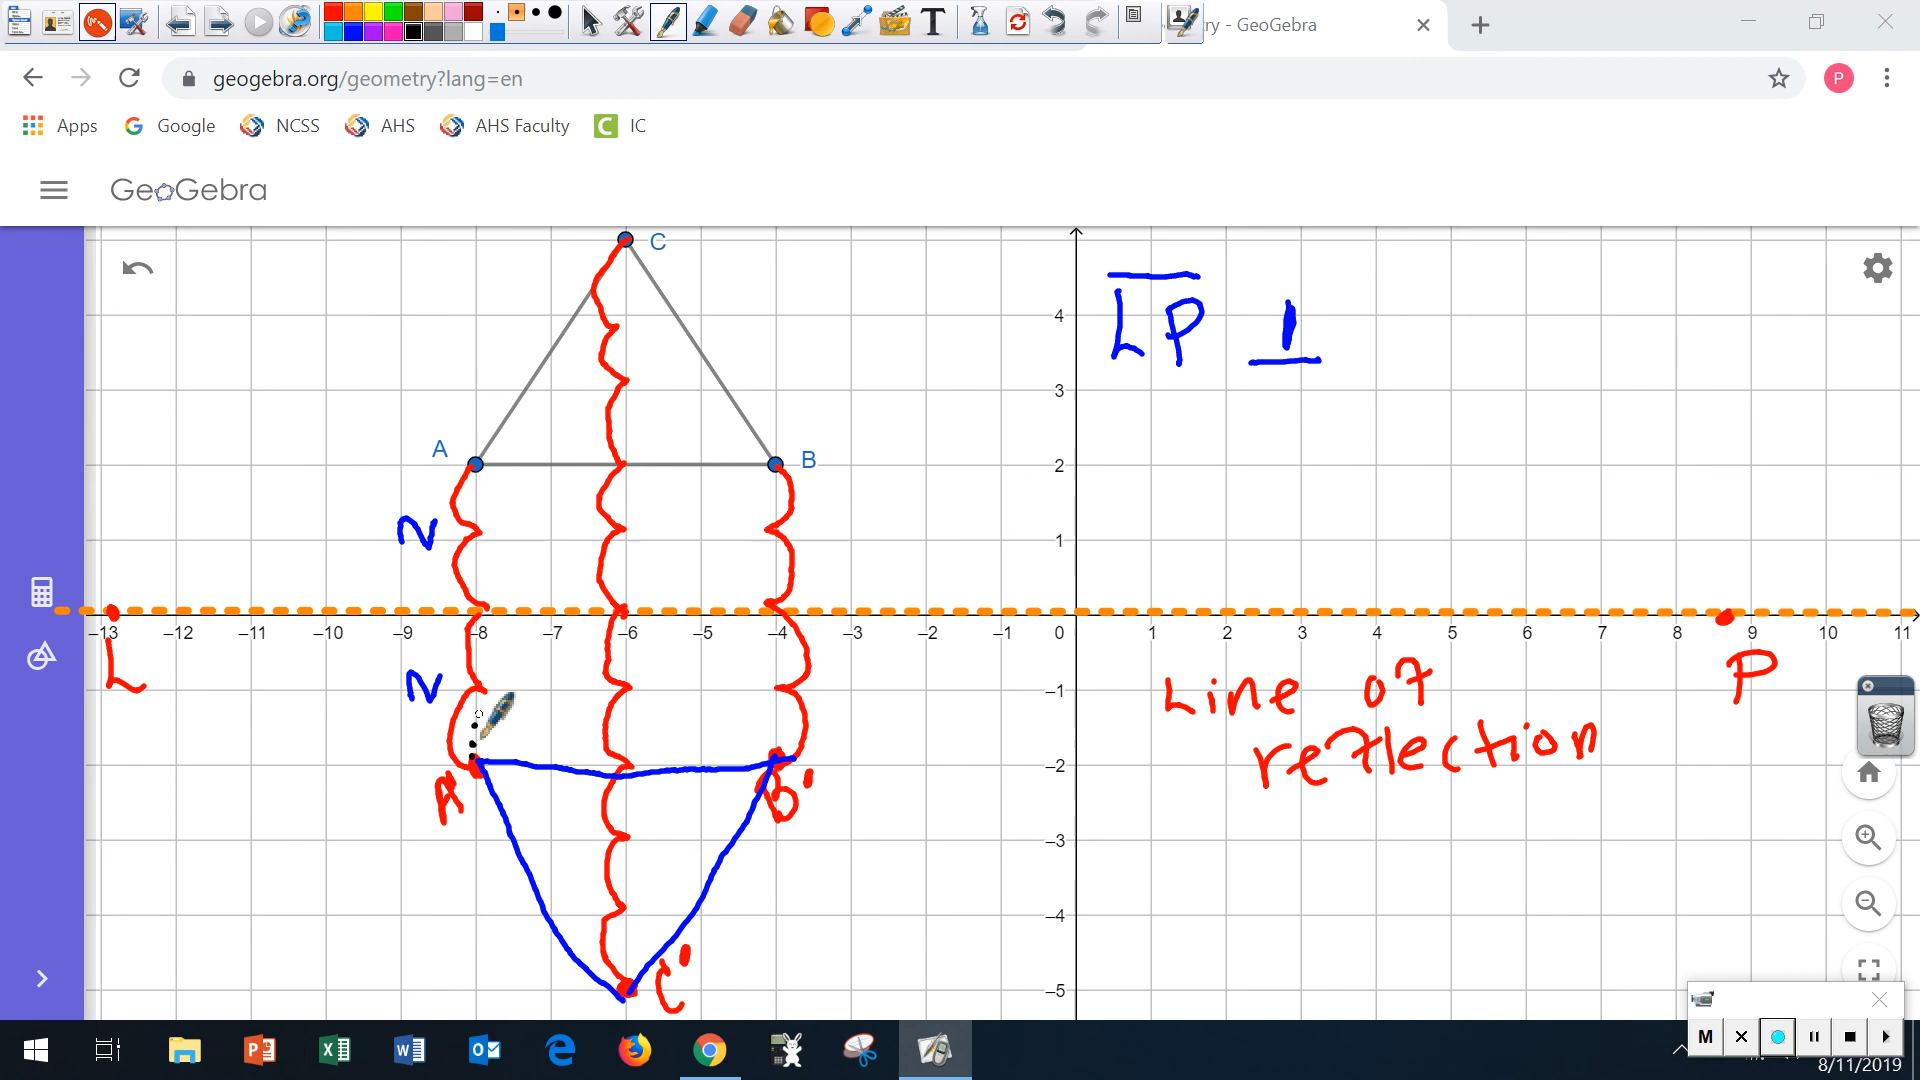 ry - GeoGebra
geogebra.org/geometry?lang=en
P
Apps Google NCSS AHS AHS Faculty IC
GeoGebra
C
LP ⊥
4
3
A
B
2
N
1
-13 -12 -11 -10 -9 -8 -7 -6 -5 -4 -3 -2 -1 0 1 2 3 4 5 6 7 8 9 10 11
L
P
N
-1
Line of
reflection
-2
A'
B'
-3
-4
C'
-5
M
8/11/2019